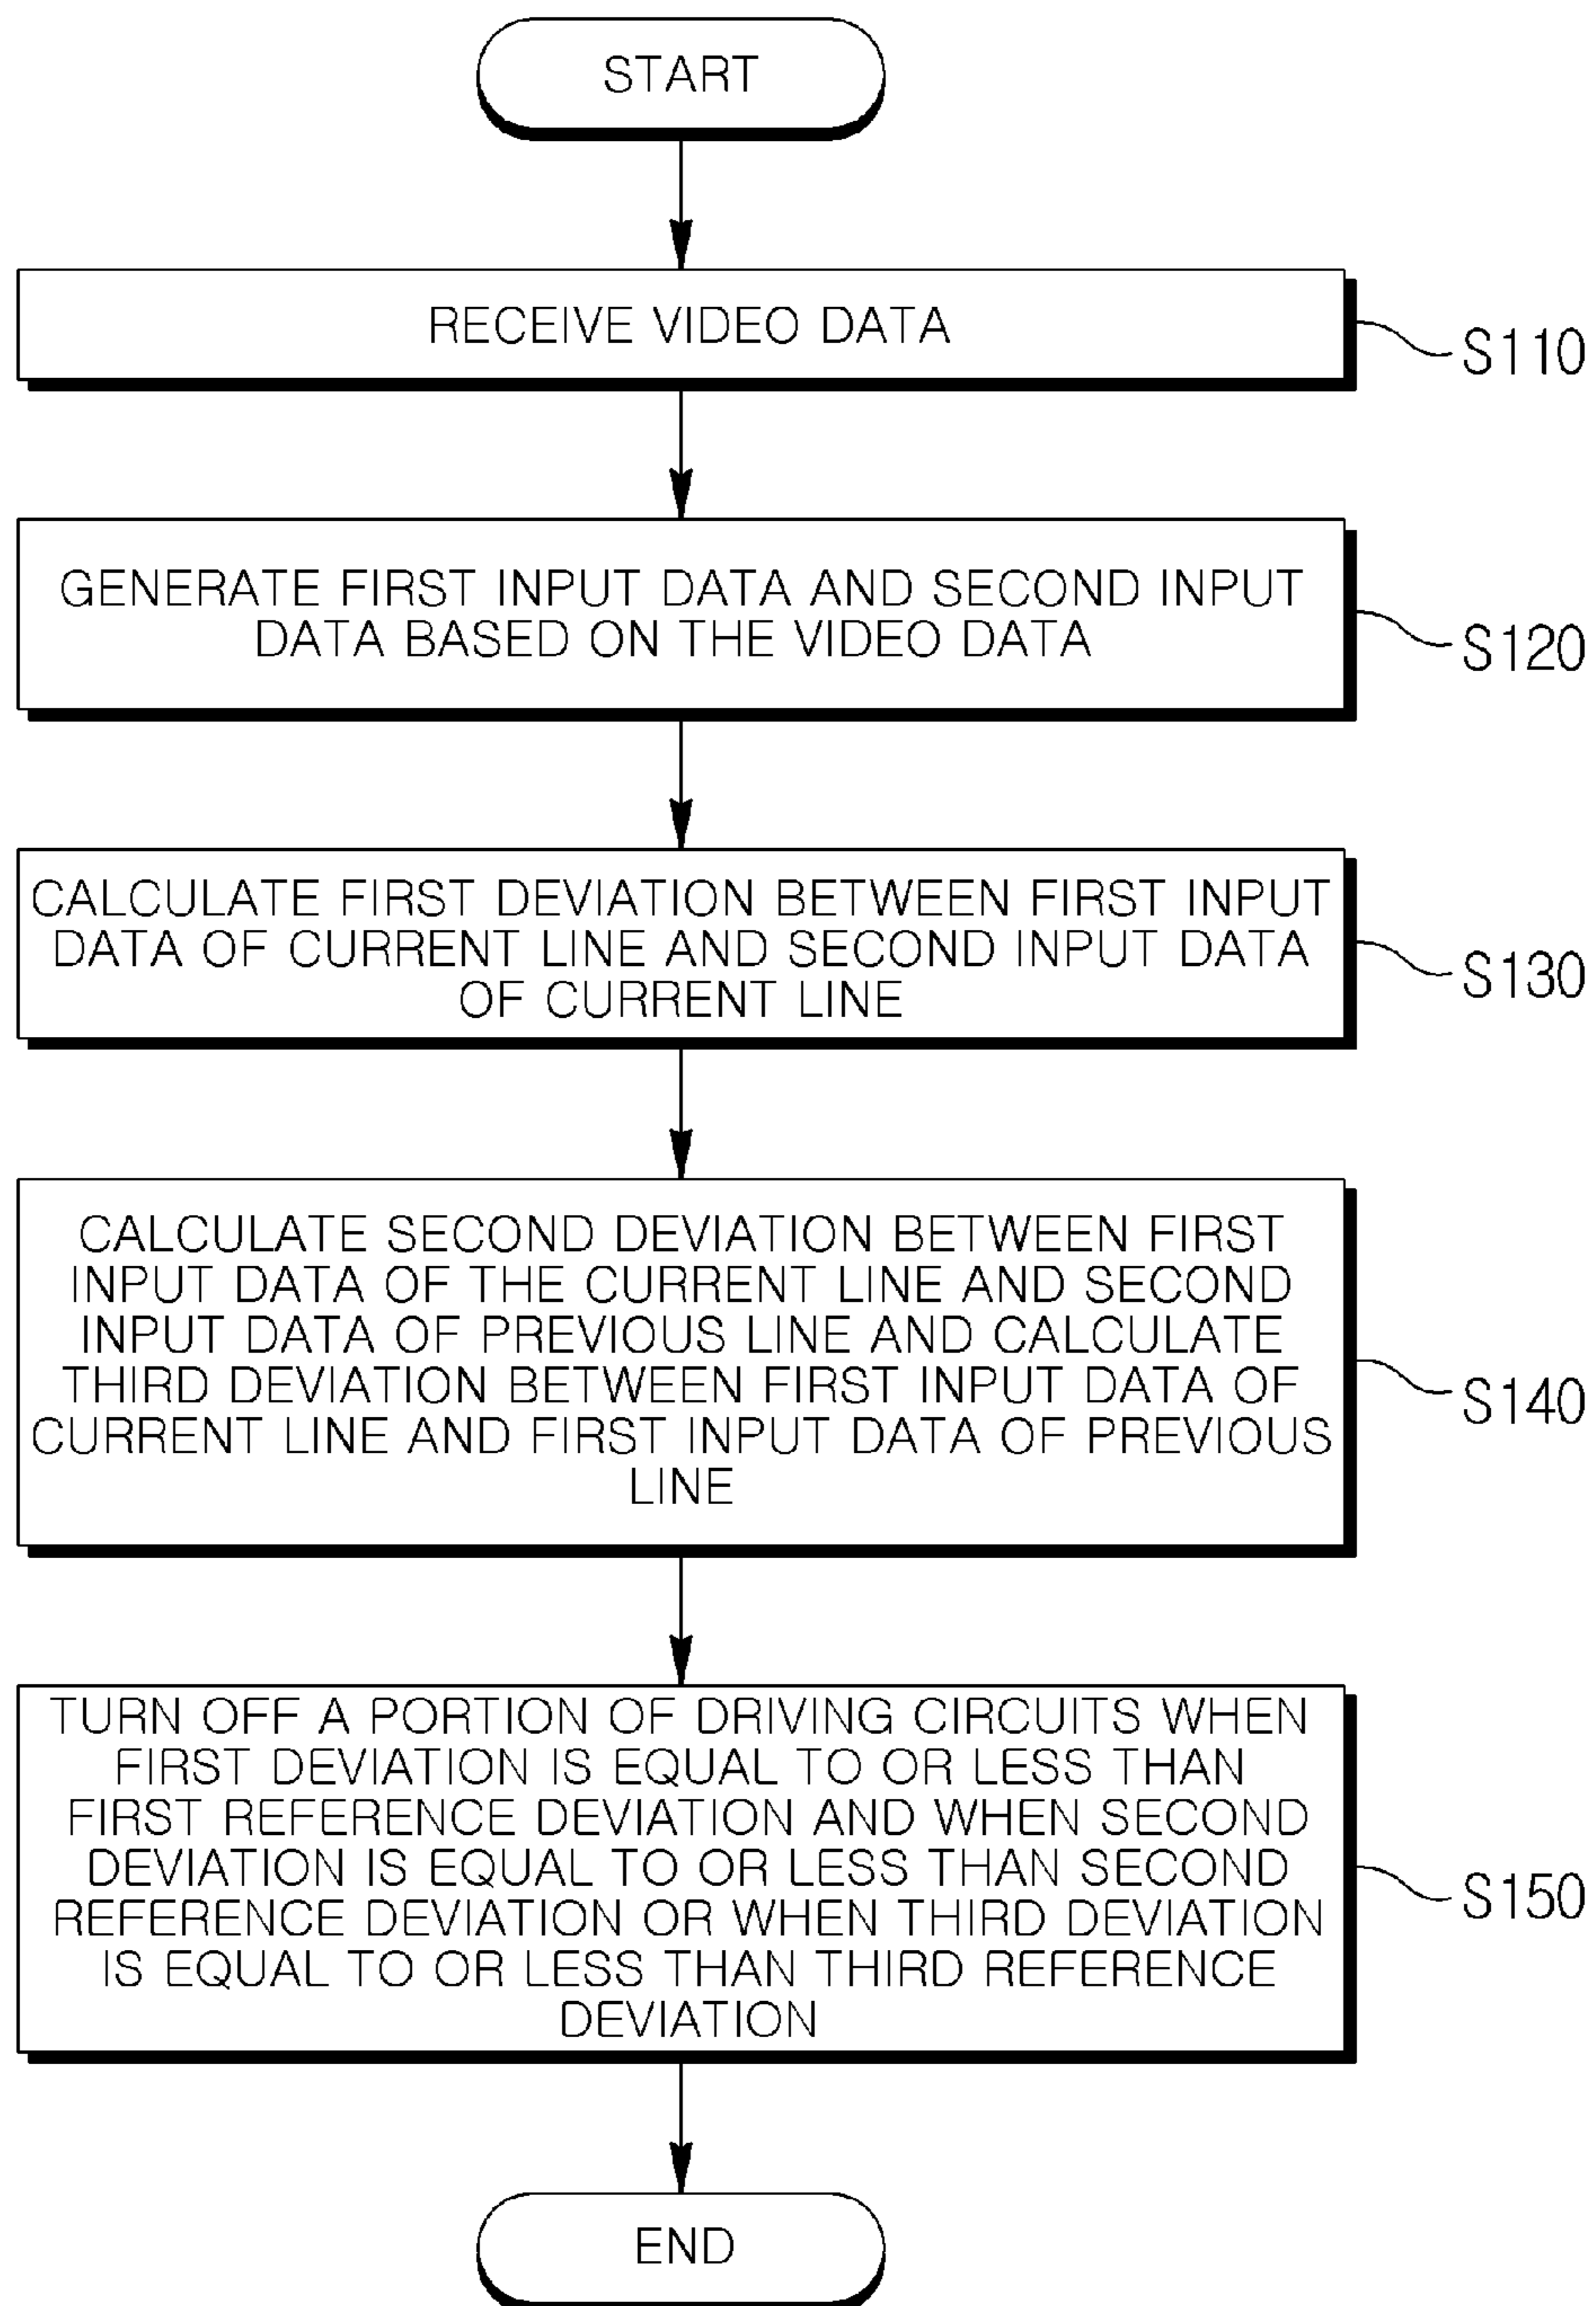 START
RECEIVE VIDEO DATA
S110
GENERATE FIRST INPUT DATA AND SECOND INPUT
DATA BASED ON THE VIDEO DATA
S120
CALCULATE FIRST DEVIATION BETWEEN FIRST INPUT
DATA OF CURRENT LINE AND SECOND INPUT DATA
OF CURRENT LINE
S130
CALCULATE SECOND DEVIATION BETWEEN FIRST
INPUT DATA OF THE CURRENT LINE AND SECOND
INPUT DATA OF PREVIOUS LINE AND CALCULATE
THIRD DEVIATION BETWEEN FIRST INPUT DATA OF
CURRENT LINE AND FIRST INPUT DATA OF PREVIOUS
LINE
S140
TURN OFF A PORTION OF DRIVING CIRCUITS WHEN
FIRST DEVIATION IS EQUAL TO OR LESS THAN
FIRST REFERENCE DEVIATION AND WHEN SECOND
DEVIATION IS EQUAL TO OR LESS THAN SECOND
REFERENCE DEVIATION OR WHEN THIRD DEVIATION
IS EQUAL TO OR LESS THAN THIRD REFERENCE
DEVIATION
S150
END